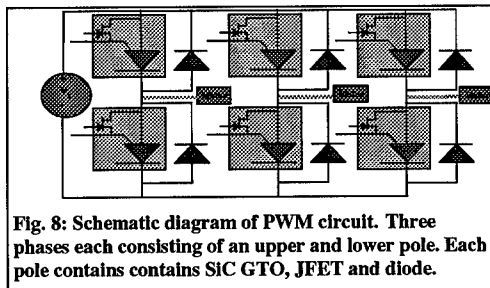 Fig. 8: Schematic diagram of PWM circuit. Three
phases each consisting of an upper and lower pole. Each
pole contains contains SiC GTO, JFET and diode.